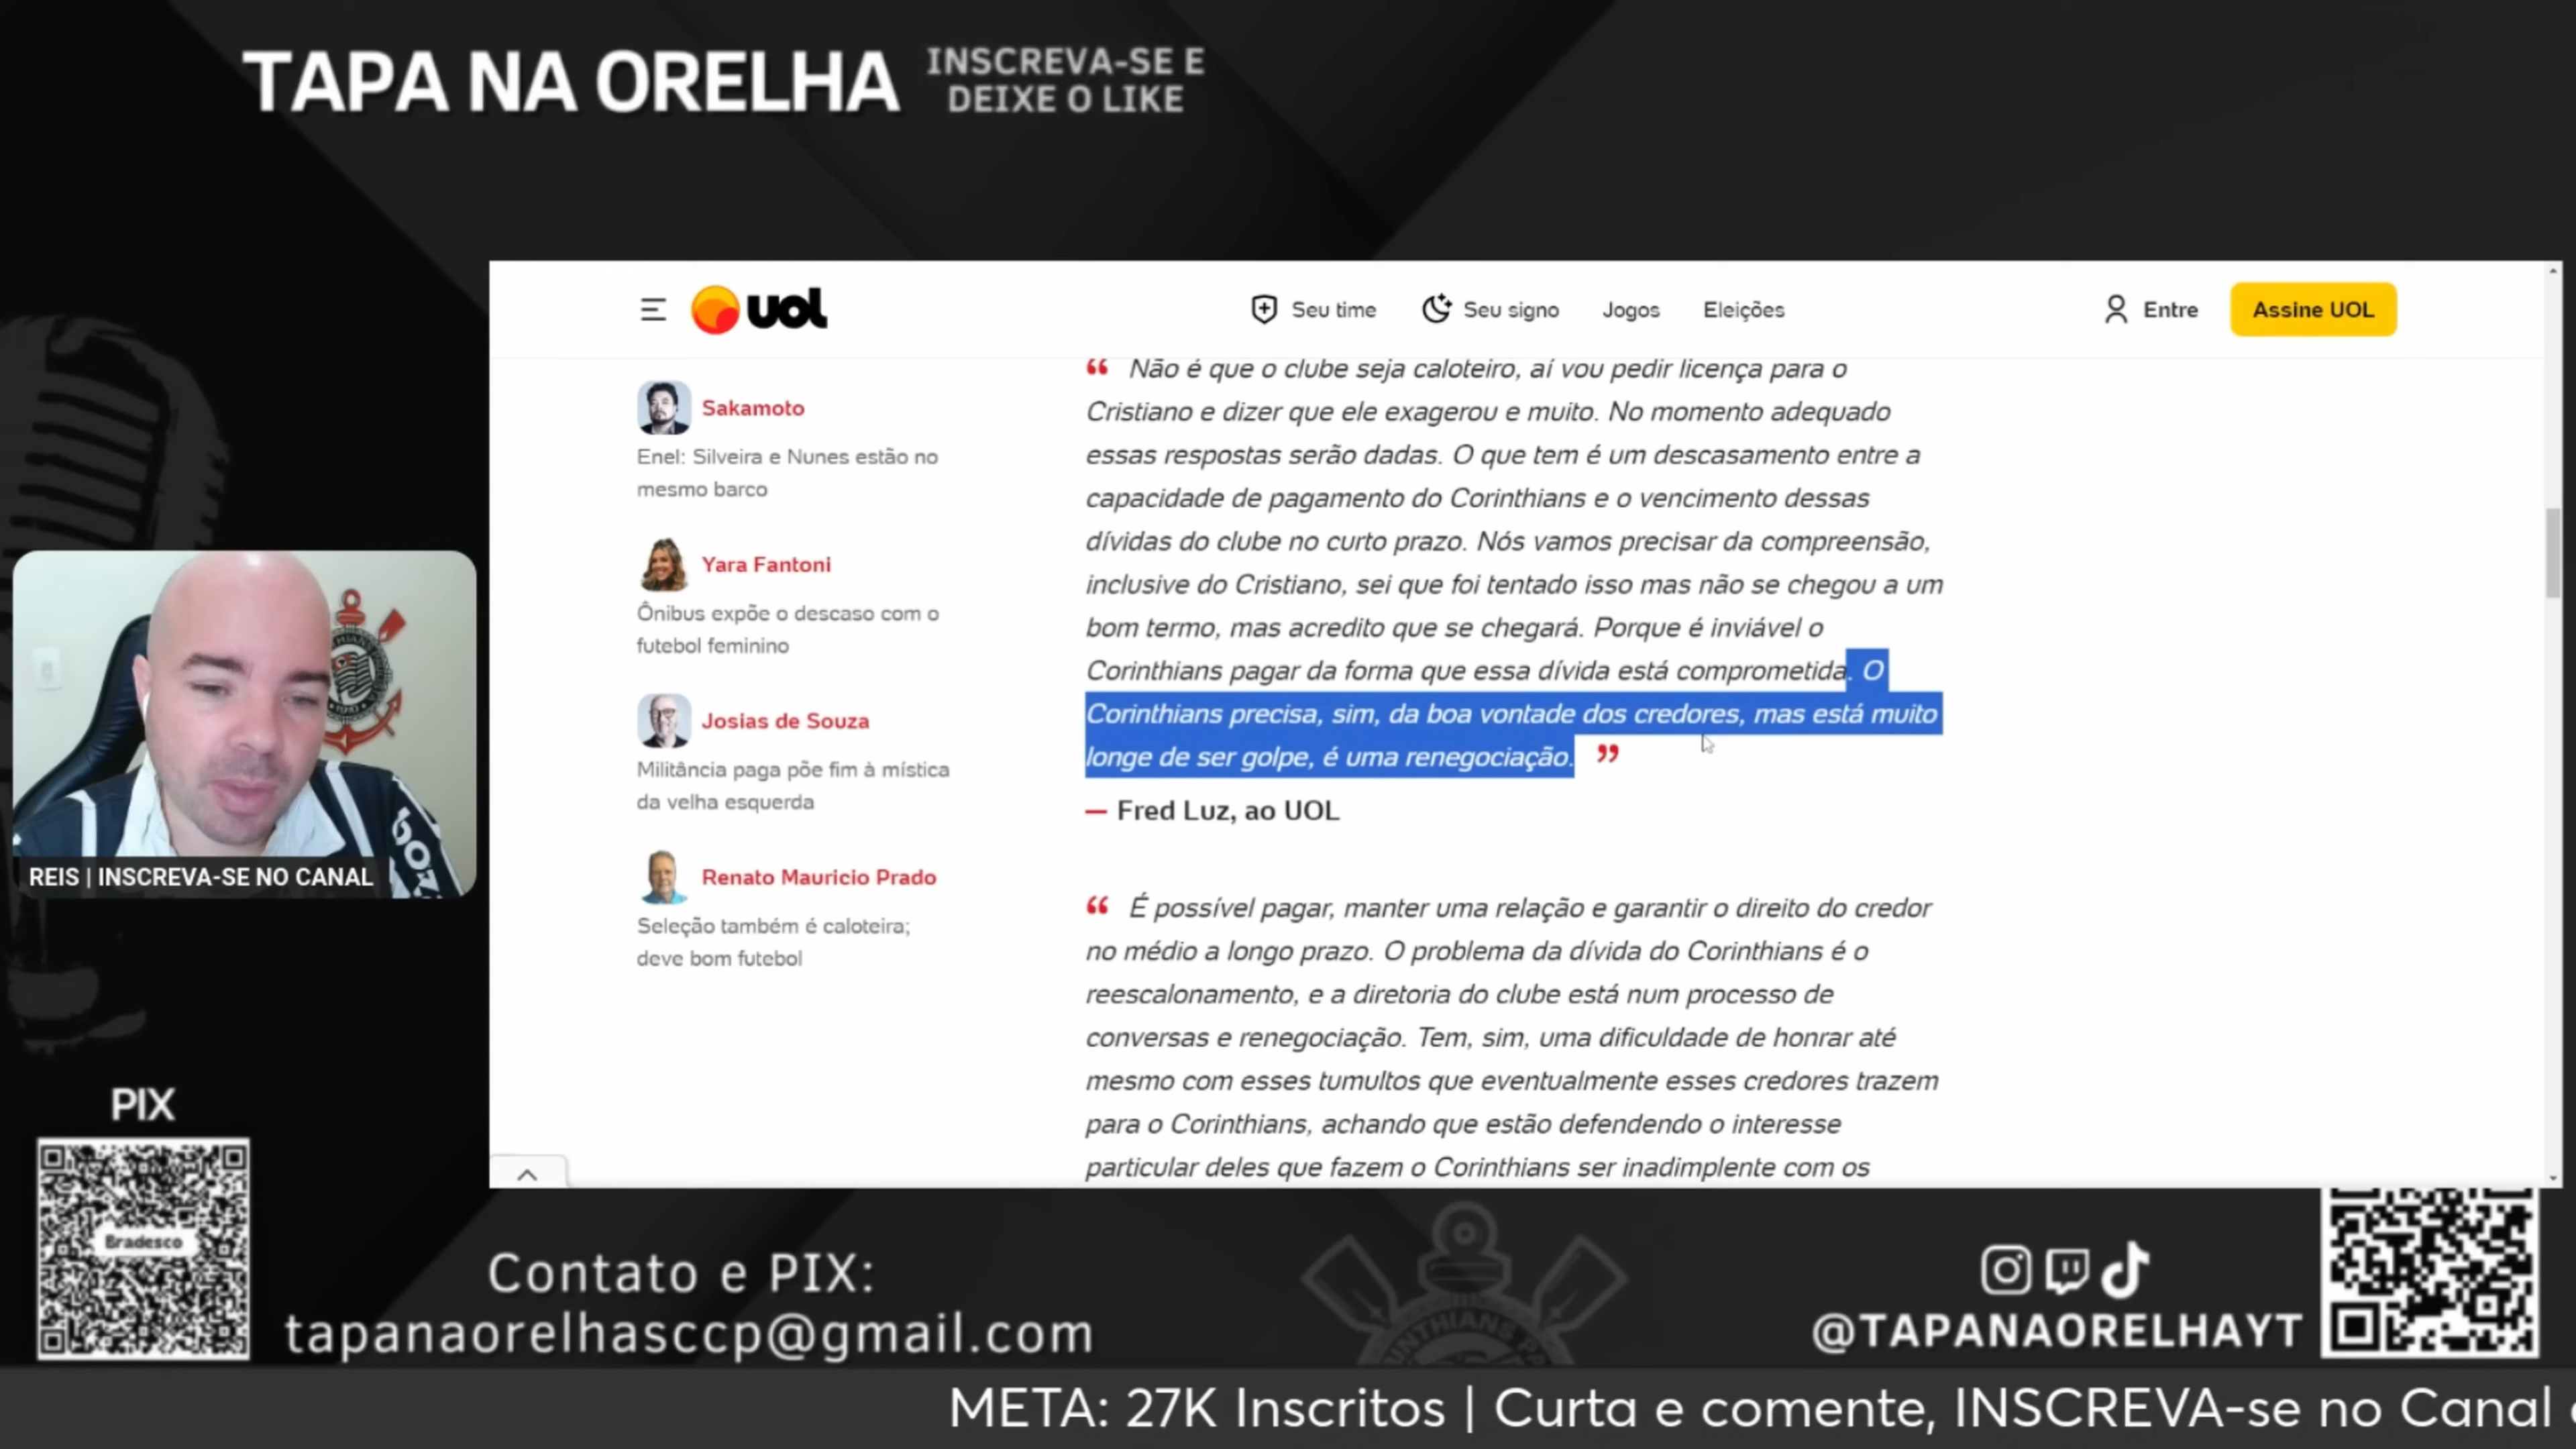 TAPA NA ORELHA
INSCREVA-SE E
DEIXE O LIKE
uol
Seu time
Seu signo
Jogos
Eleições
Entre
Assine UOL
Sakamoto
Enel: Silveira e Nunes estão no
mesmo barco
Yara Fantoni
Ônibus expõe o descaso com o
futebol feminino
Josias de Souza
Militância paga põe fim à mística
da velha esquerda
Renato Mauricio Prado
Seleção também é caloteira;
deve bom futebol
“ Não é que o clube seja caloteiro, aí vou pedir licença para o
Cristiano e dizer que ele exagerou e muito. No momento adequado
essas respostas serão dadas. O que tem é um descasamento entre a
capacidade de pagamento do Corinthians e o vencimento dessas
dívidas do clube no curto prazo. Nós vamos precisar da compreensão,
inclusive do Cristiano, sei que foi tentado isso mas não se chegou a um
bom termo, mas acredito que se chegará. Porque é inviável o
Corinthians pagar da forma que essa dívida está comprometida. O
Corinthians precisa, sim, da boa vontade dos credores, mas está muito
longe de ser golpe, é uma renegociação. ”
— Fred Luz, ao UOL
“ É possível pagar, manter uma relação e garantir o direito do credor
no médio a longo prazo. O problema da dívida do Corinthians é o
reescalonamento, e a diretoria do clube está num processo de
conversas e renegociação. Tem, sim, uma dificuldade de honrar até
mesmo com esses tumultos que eventualmente esses credores trazem
para o Corinthians, achando que estão defendendo o interesse
particular deles que fazem o Corinthians ser inadimplente com os
REIS | INSCREVA-SE NO CANAL
PIX
Bradesco
Contato e PIX:
tapanaorelhasccp@gmail.com
@TAPANAORELHAYT
META: 27K Inscritos | Curta e comente, INSCREVA-se no Canal